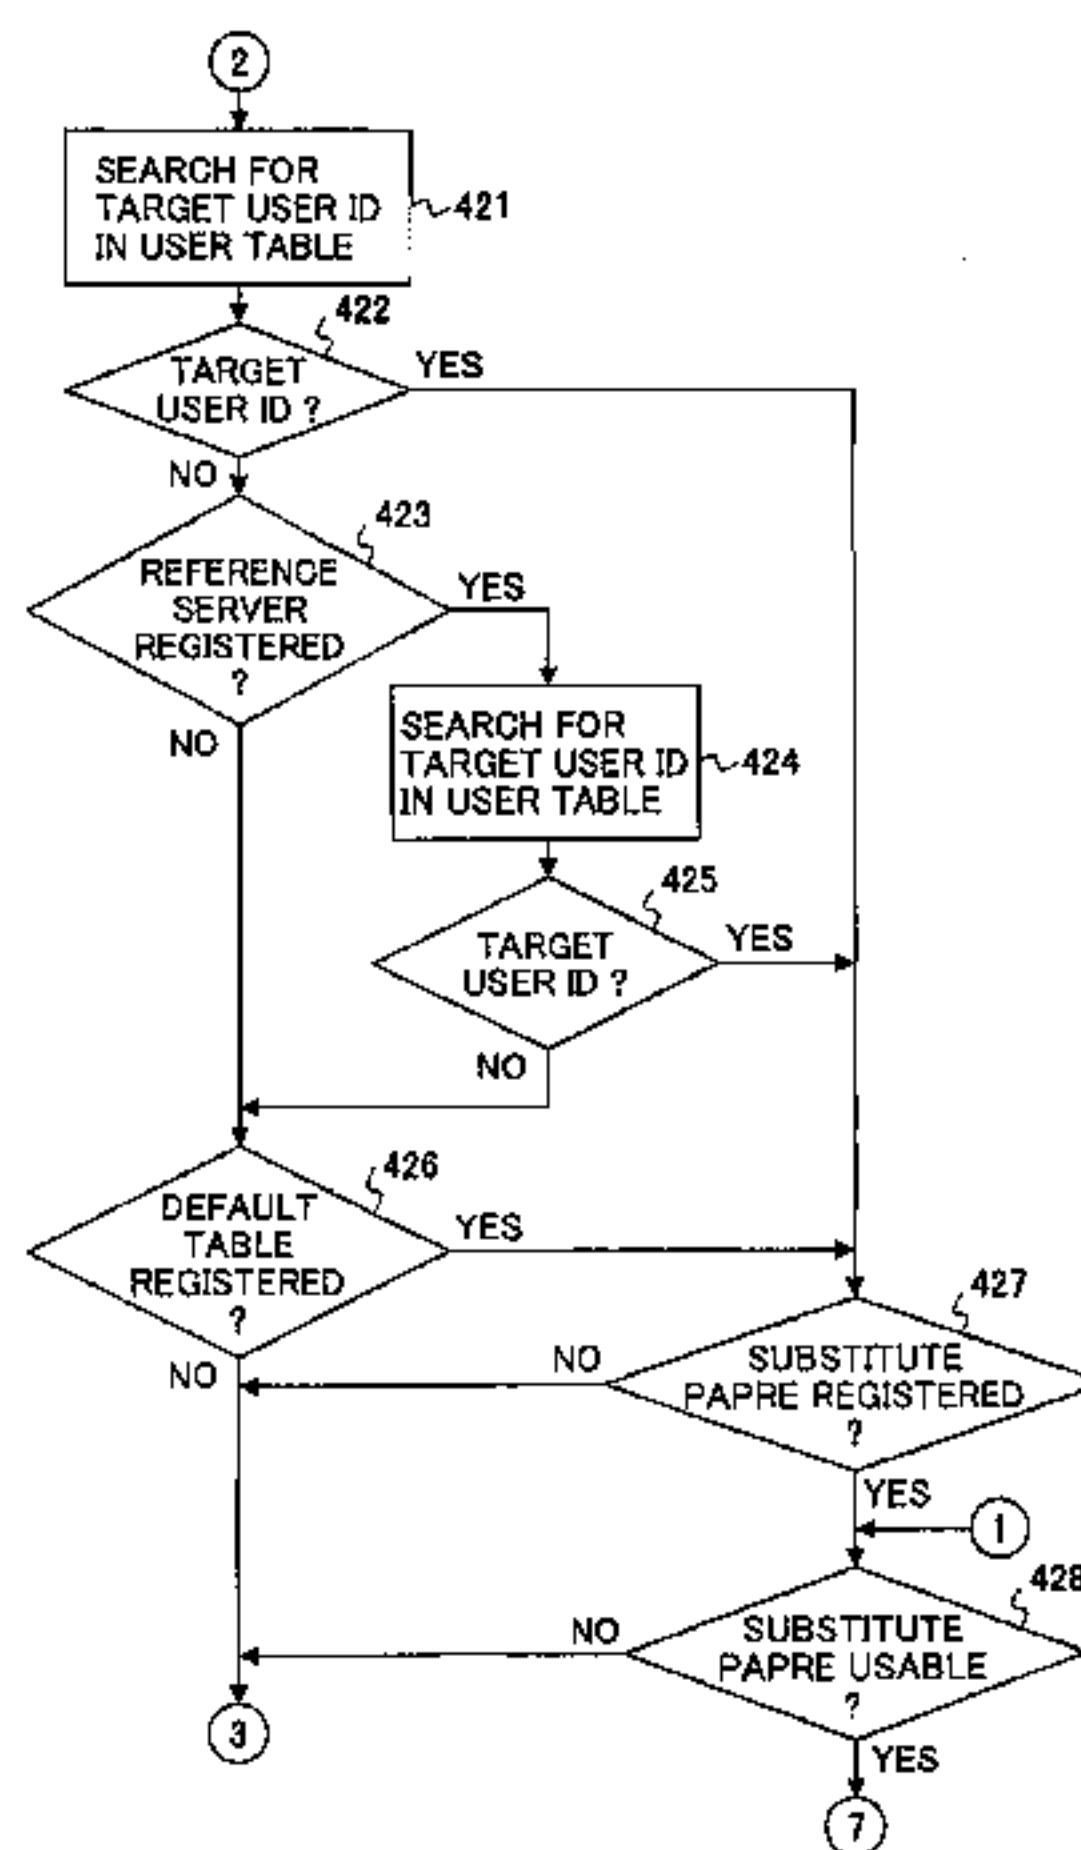 2
SEARCH FOR
TARGET USER ID
IN USER TABLE
421
422
TARGET
USER ID ?
YES
NO
423
REFERENCE
SERVER
REGISTERED
?
YES
NO
SEARCH FOR
TARGET USER ID
IN USER TABLE
424
425
TARGET
USER ID ?
YES
NO
426
DEFAULT
TABLE
REGISTERED
?
YES
NO
427
SUBSTITUTE
PAPRE REGISTERED
?
NO
YES
1
428
SUBSTITUTE
PAPRE USABLE
?
NO
YES
3
7